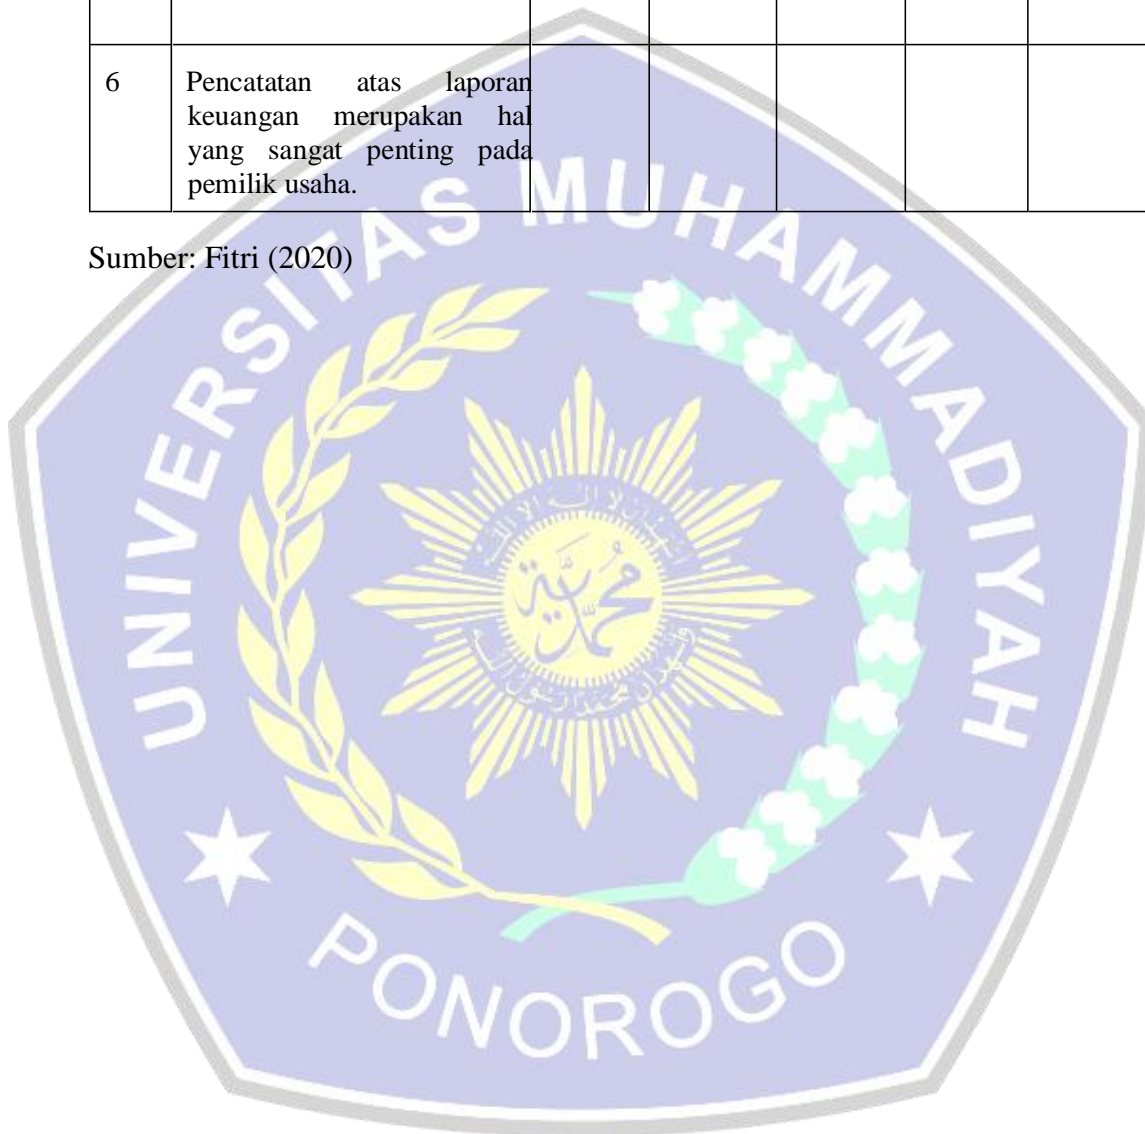 6 Pencatatan atas laporan
keuangan merupakan hal
yang sangat penting pada
pemilik usaha.
Sumber: Fitri (2020)
UNIVERSITAS MUHAMMADIYAH
محمدية
PONOROGO